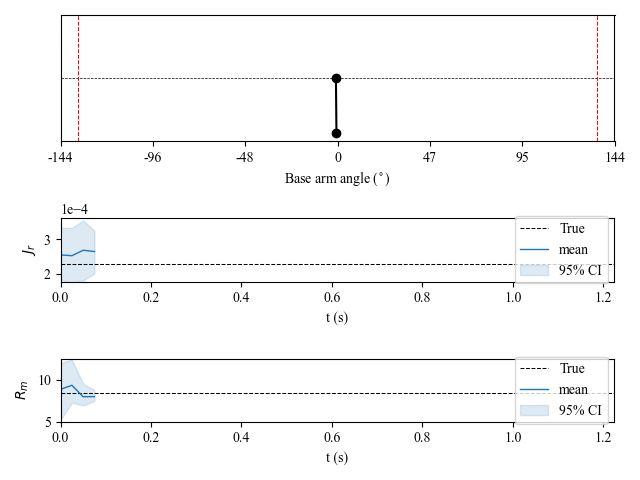 -144 -96 -48 0 47 95 144
Base arm angle (°)
1e−4
3
2
J_r
True
mean
95% CI
0.0 0.2 0.4 0.6 0.8 1.0 1.2
t (s)
10
5
R_m
True
mean
95% CI
0.0 0.2 0.4 0.6 0.8 1.0 1.2
t (s)